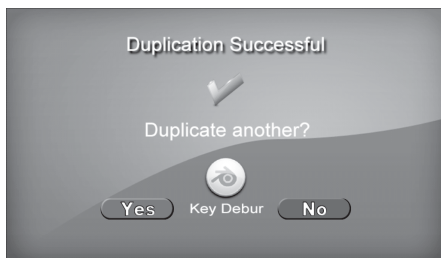 Duplication Successful
Duplicate another?
Yes Key Debur No